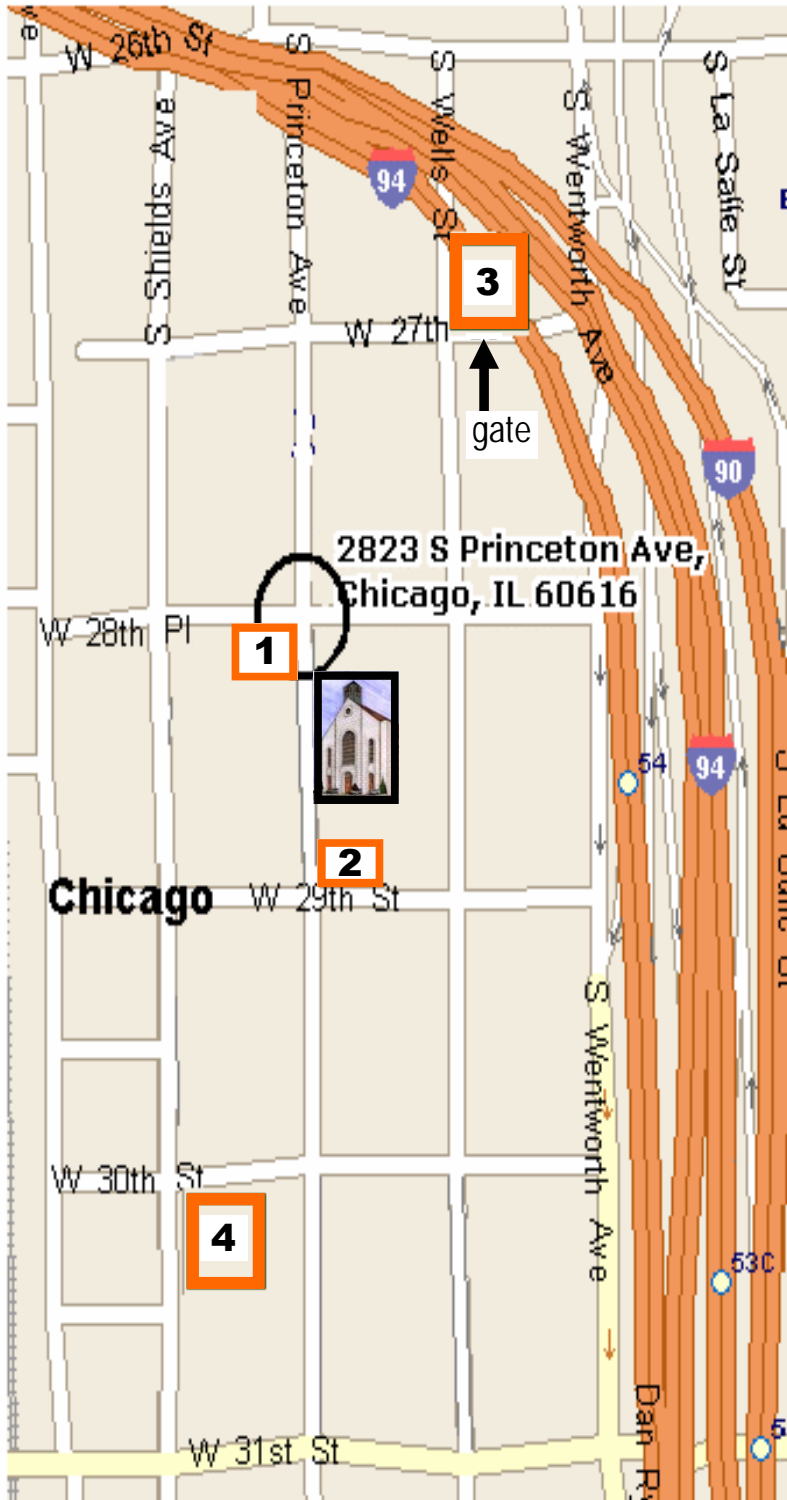 W 26th St
S Princeton Ave
S Wells St
S Wentworth Ave
S La Salle St
S Shields Ave
94
3
W 27th
gate
90
2823 S Princeton Ave,
Chicago, IL 60616
W 28th Pl
1
54
94
2
Chicago
W 29th St
S Wentworth Ave
W 30th St
4
53C
W 31st St
Dan